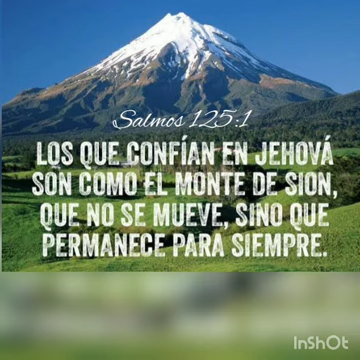 Salmos 125:1
LOS QUE CONFÍAN EN JEHOVÁ
SON COMO EL MONTE DE SION,
QUE NO SE MUEVE, SINO QUE
PERMANECE PARA SIEMPRE.
InShOt